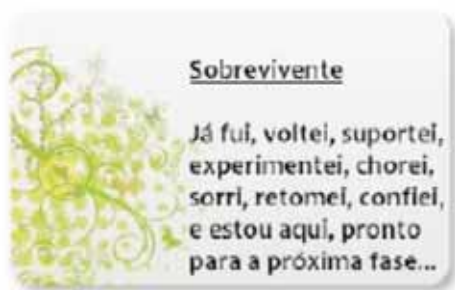 Sobrevivente
Já fui, voltei, suportei,
experimentei, chorei,
sorri, retomei, confiei,
e estou aqui, pronto
para a próxima fase...